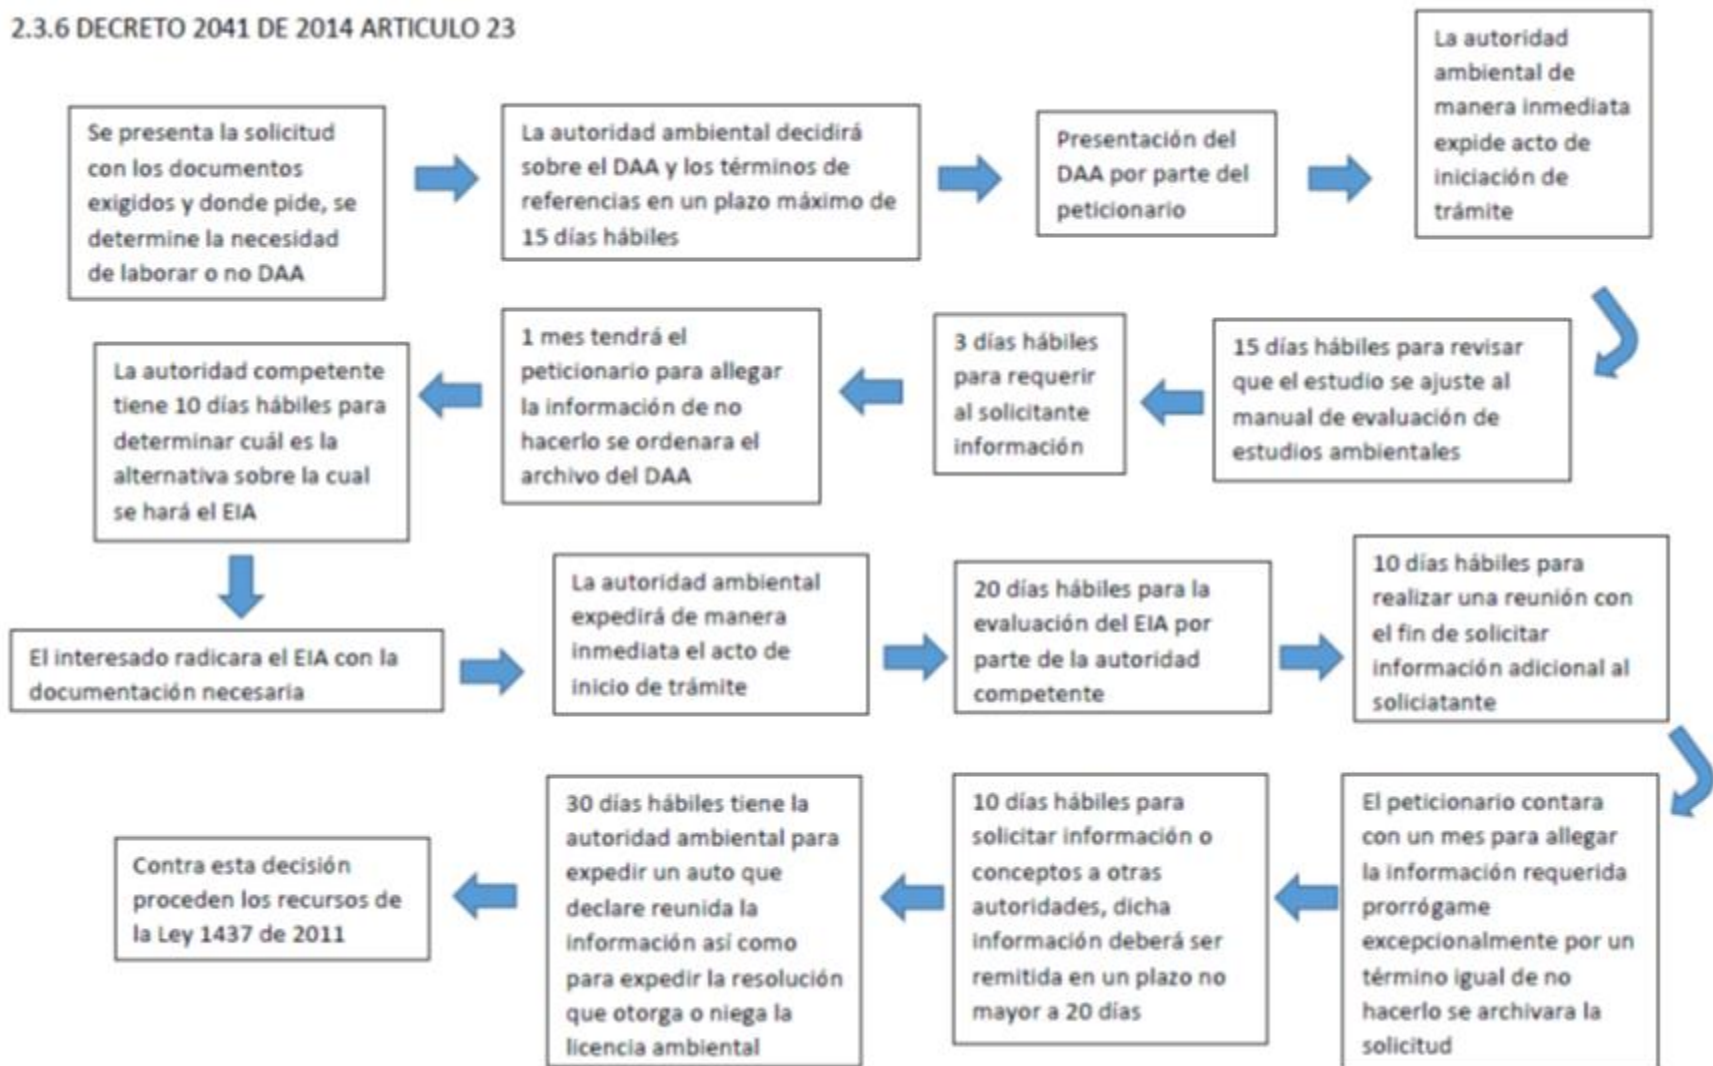 2.3.6 DECRETO 2041 DE 2014 ARTICULO 23
Se presenta la solicitud
con los documentos
exigidos y donde pide, se
determine la necesidad
de laborar o no DAA
La autoridad ambiental decidirá
sobre el DAA y los términos de
referencias en un plazo máximo de
15 días hábiles
Presentación del
DAA por parte del
peticionario
La autoridad
ambiental de
manera inmediata
expide acto de
iniciación de
trámite
15 días hábiles para revisar
que el estudio se ajuste al
manual de evaluación de
estudios ambientales
3 días hábiles
para requerir
al solicitante
información
1 mes tendrá el
peticionario para allegar
la información de no
hacerlo se ordenara el
archivo del DAA
La autoridad competente
tiene 10 días hábiles para
determinar cuál es la
alternativa sobre la cual
se hará el EIA
El interesado radicara el EIA con la
documentación necesaria
La autoridad ambiental
expedirá de manera
inmediata el acto de
inicio de trámite
20 días hábiles para la
evaluación del EIA por
parte de la autoridad
competente
10 días hábiles para
realizar una reunión con
el fin de solicitar
información adicional al
soliciatante
El peticionario contara
con un mes para allegar
la información requerida
prorrógame
excepcionalmente por un
término igual de no
hacerlo se archivara la
solicitud
10 días hábiles para
solicitar información o
conceptos a otras
autoridades, dicha
información deberá ser
remitida en un plazo no
mayor a 20 días
30 días hábiles tiene la
autoridad ambiental para
expedir un auto que
declare reunida la
información así como
para expedir la resolución
que otorga o niega la
licencia ambiental
Contra esta decisión
proceden los recursos de
la Ley 1437 de 2011